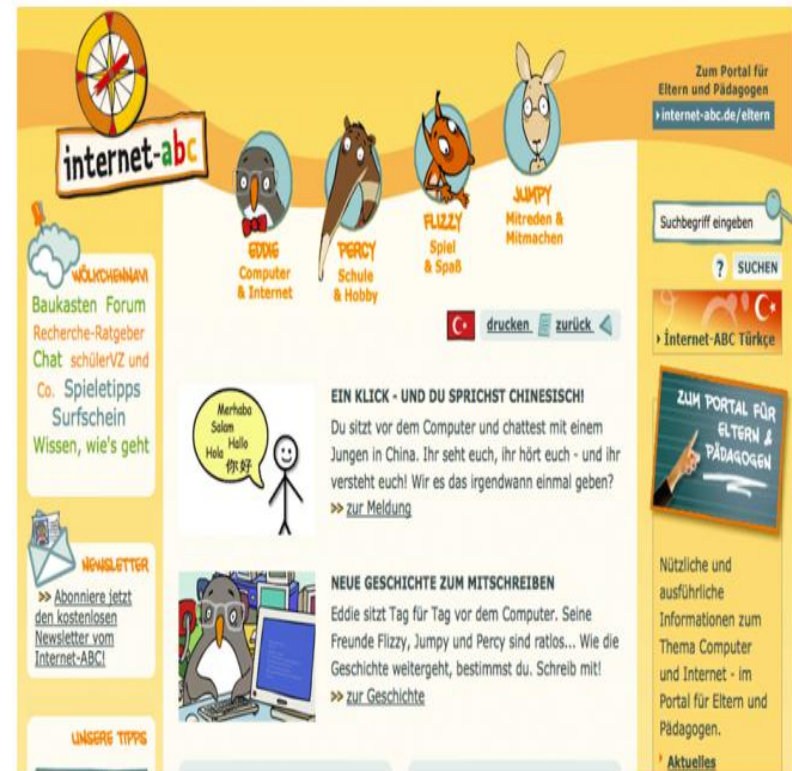 Zum Portal für
Eltern und Pädagogen
internet-abc.de/eltern
internet-abc
EDDIE
Computer
& Internet
PERCY
Schule
& Hobby
FLIZZY
Spiel
& Spaß
JUMPY
Mitreden &
Mitmachen
Suchbegriff eingeben
? SUCHEN
İnternet-ABC Türkçe
WÖLKCHENNAVI
Baukasten Forum
Recherche-Ratgeber
Chat schülerVZ und
Co. Spieletipps
Surfschein
Wissen, wie's geht
drucken zurück
Merhaba
Salam
Hallo
Hola
你好
EIN KLICK - UND DU SPRICHST CHINESISCH!
Du sitzt vor dem Computer und chattest mit einem
Jungen in China. Ihr seht euch, ihr hört euch - und ihr
versteht euch! Wir es das irgendwann einmal geben?
>> zur Meldung
NEWSLETTER
>> Abonniere jetzt
den kostenlosen
Newsletter vom
Internet-ABC!
NEUE GESCHICHTE ZUM MITSCHREIBEN
Eddie sitzt Tag für Tag vor dem Computer. Seine
Freunde Flizzy, Jumpy und Percy sind ratlos... Wie die
Geschichte weitergeht, bestimmst du. Schreib mit!
>> zur Geschichte
UNSERE TIPPS
ZUM PORTAL FÜR
ELTERN &
PÄDAGOGEN
Nützliche und
ausführliche
Informationen zum
Thema Computer
und Internet - im
Portal für Eltern und
Pädagogen.
Aktuelles